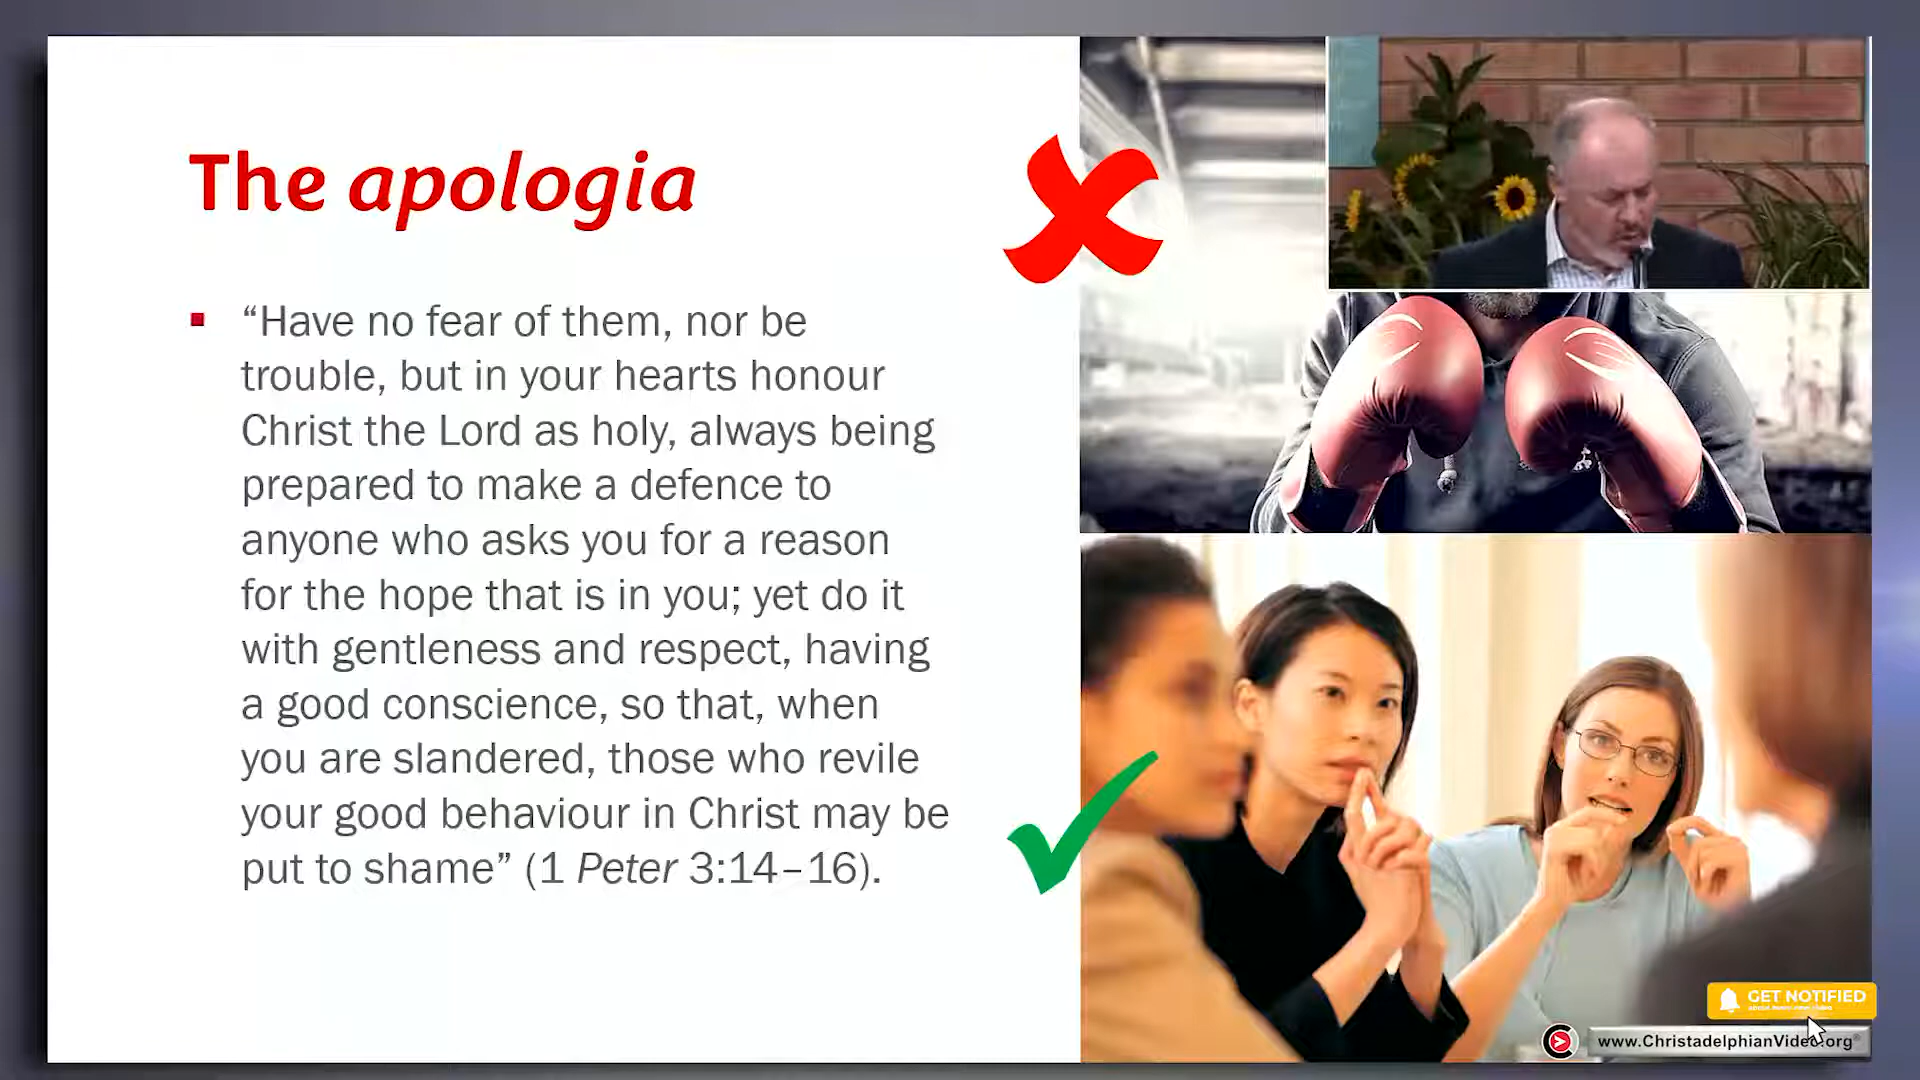 The apologia
“Have no fear of them, nor be
trouble, but in your hearts honour
Christ the Lord as holy, always being
prepared to make a defence to
anyone who asks you for a reason
for the hope that is in you; yet do it
with gentleness and respect, having
a good conscience, so that, when
you are slandered, those who revile
your good behaviour in Christ may be
put to shame” (1 Peter 3:14–16).
GET NOTIFIED
www.ChristadelphianVideo.org